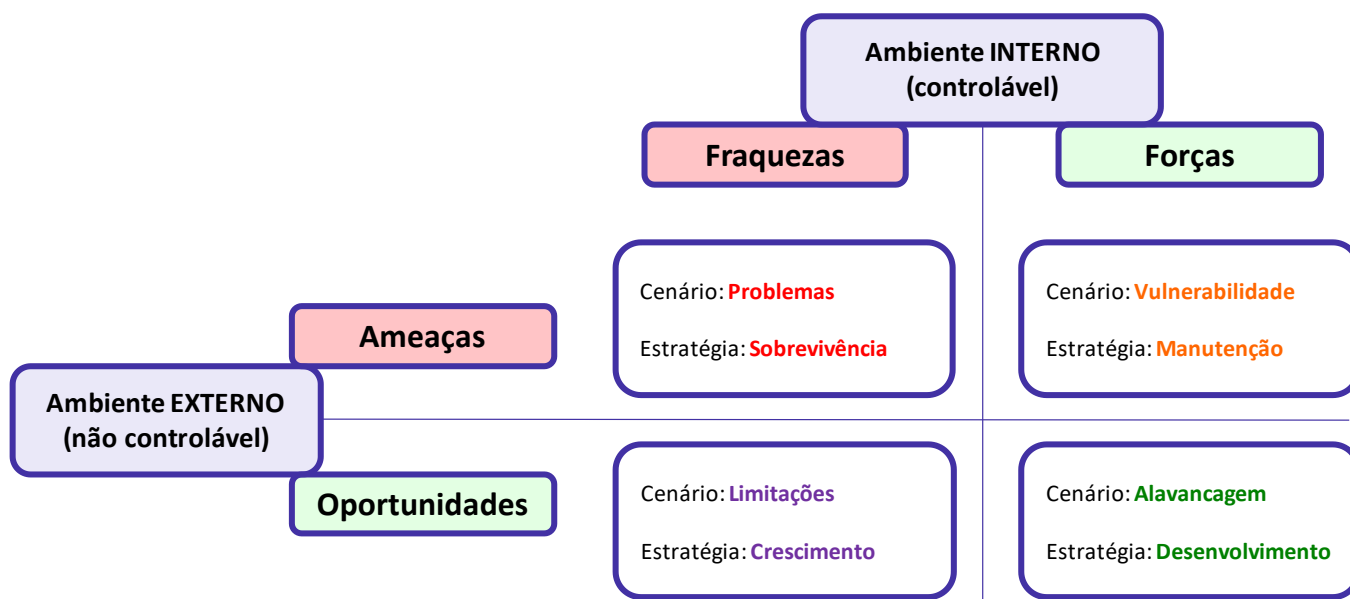 Ambiente INTERNO
(controlável)
Fraquezas
Forças
Cenário: Problemas
Estratégia: Sobrevivência
Cenário: Vulnerabilidade
Estratégia: Manutenção
Ameaças
Ambiente EXTERNO
(não controlável)
Oportunidades
Cenário: Limitações
Estratégia: Crescimento
Cenário: Alavancagem
Estratégia: Desenvolvimento